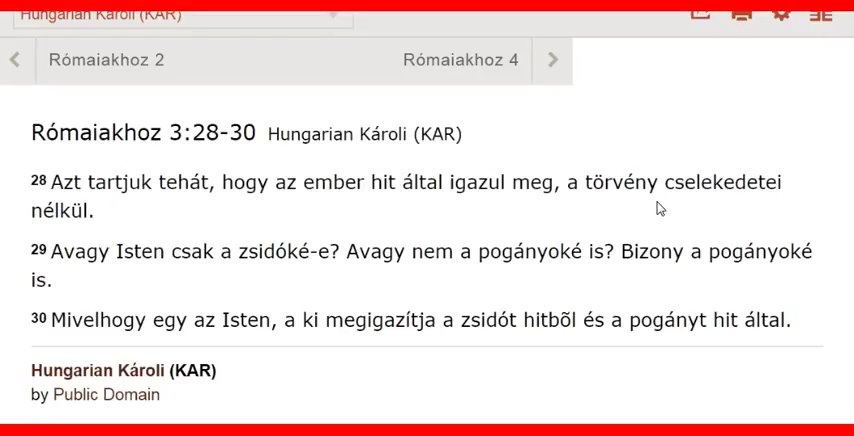 Hungarian Károli (KAR)
Rómaiakhoz 2
Rómaiakhoz 4
Rómaiakhoz 3:28-30 Hungarian Károli (KAR)
28 Azt tartjuk tehát, hogy az ember hit által igazul meg, a törvény cselekedetei
nélkül.
29 Avagy Isten csak a zsidóké-e? Avagy nem a pogányoké is? Bizony a pogányoké
is.
30 Mivelhogy egy az Isten, a ki megigazítja a zsidót hitbõl és a pogányt hit által.
Hungarian Károli (KAR)
by Public Domain